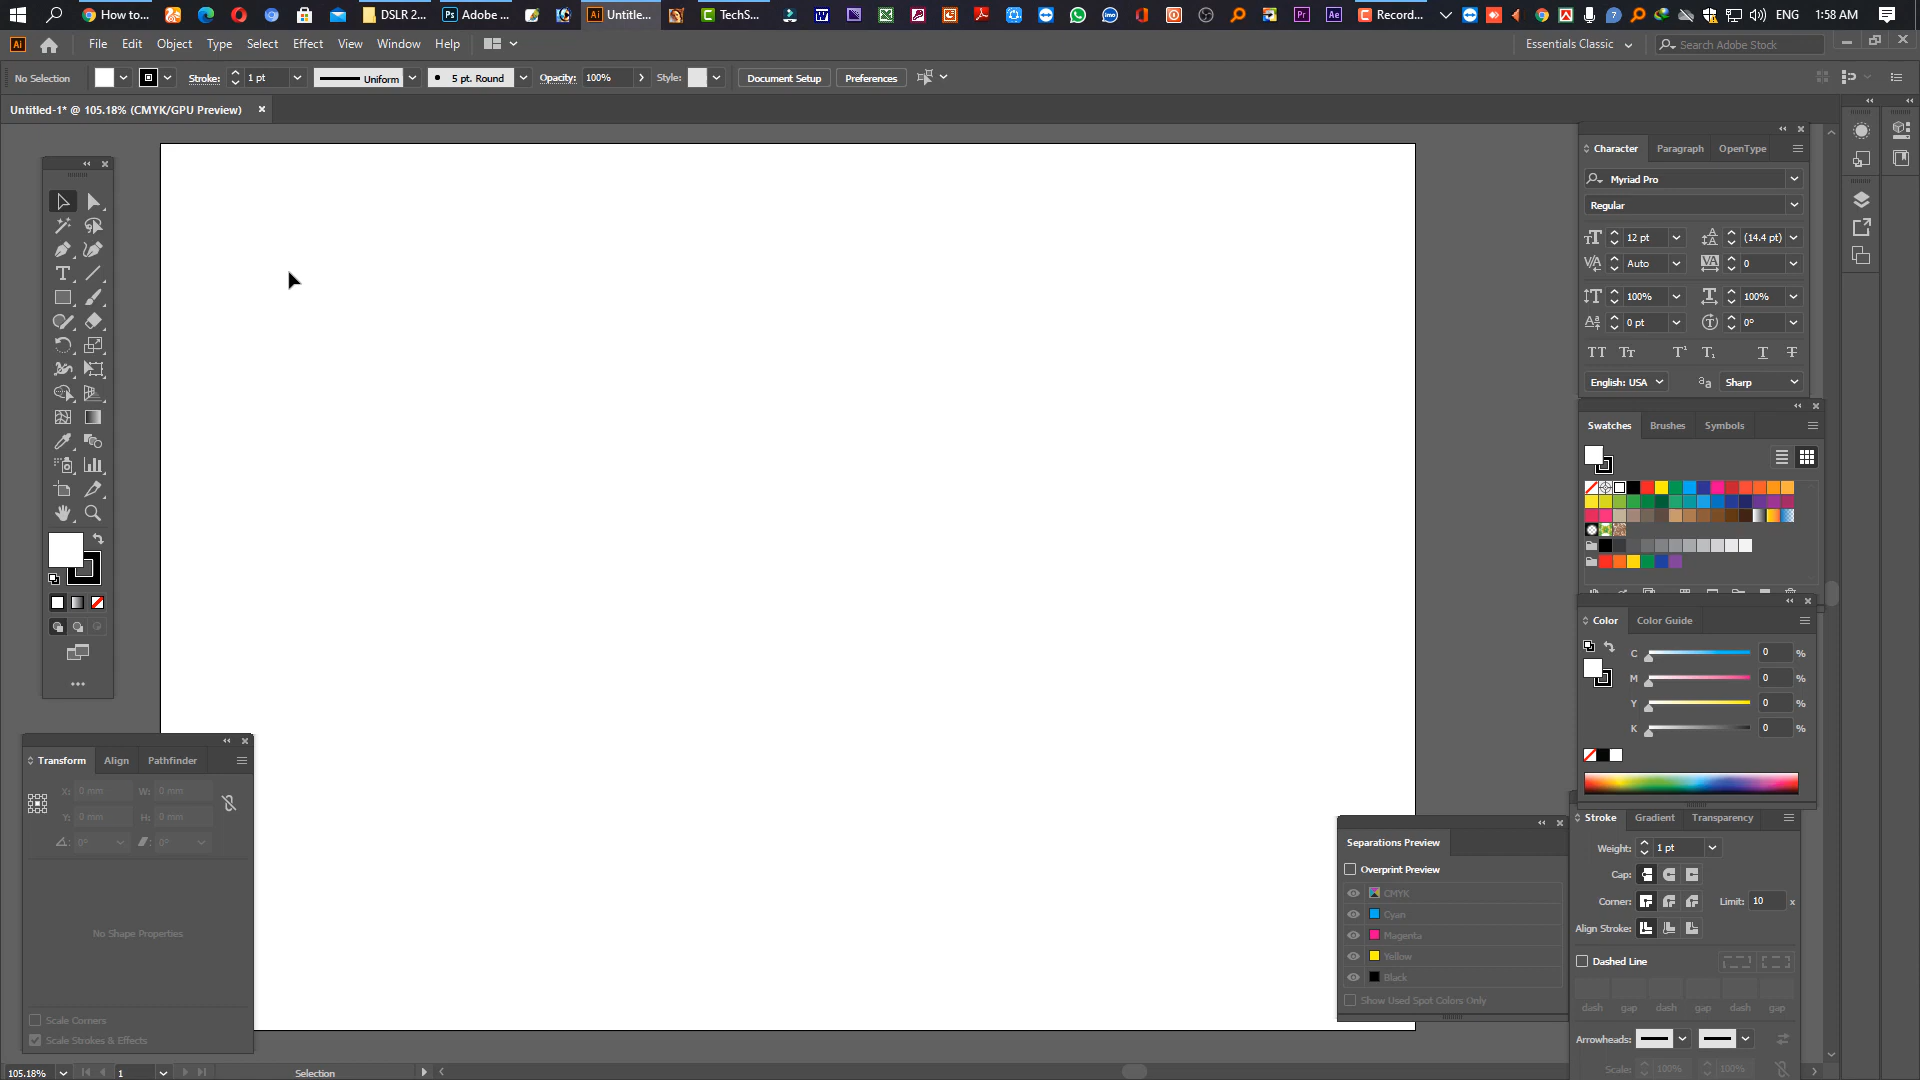 How to...
DSLR 2...
Adobe ...
Untitle...
TechS...
Record...
ENG
1:58 AM
File Edit Object Type Select Effect View Window Help
Essentials Classic
Search Adobe Stock
No Selection
Stroke: 1 pt
Uniform
5 pt. Round
Opacity: 100%
Style:
Document Setup
Preferences
Untitled-1* @ 105.18% (CMYK/GPU Preview)
Character Paragraph OpenType
Myriad Pro
Regular
12 pt (14.4 pt)
Auto 0
100% 100%
0 pt 0°
English: USA Sharp
Swatches Brushes Symbols
Color Color Guide
C 0 %
M 0 %
Y 0 %
K 0 %
Transform Align Pathfinder
X: 0 mm W: 0 mm
Y: 0 mm H: 0 mm
0° 0°
No Shape Properties
Scale Corners
Scale Strokes & Effects
Separations Preview
Overprint Preview
CMYK
Cyan
Magenta
Yellow
Black
Show Used Spot Colors Only
Stroke Gradient Transparency
Weight: 1 pt
Cap:
Corner: Limit: 10 x
Align Stroke:
Dashed Line
dash gap dash gap dash gap
Arrowheads:
Scale: 100% 100%
105.18% 1 Selection